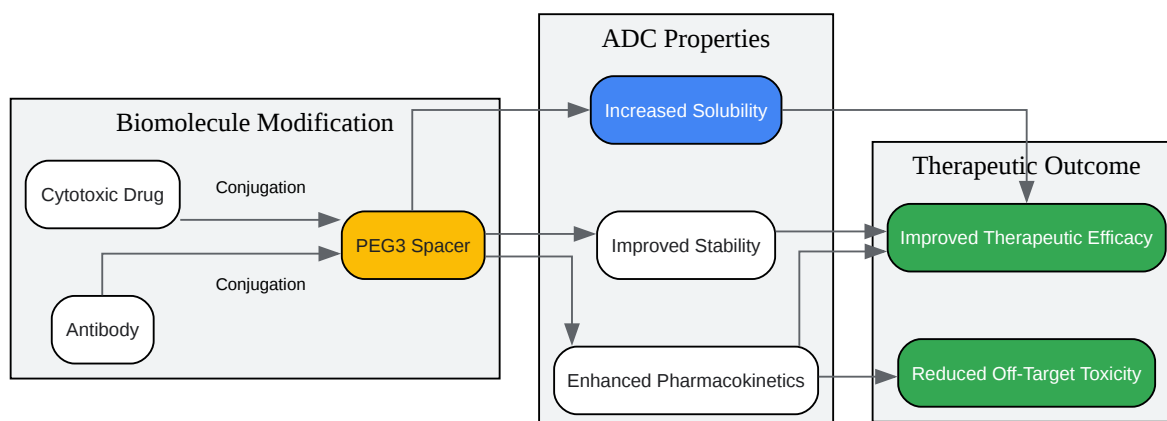 Biomolecule Modification
Cytotoxic Drug
Conjugation
PEG3 Spacer
Conjugation
Antibody
ADC Properties
Increased Solubility
Improved Stability
Enhanced Pharmacokinetics
Therapeutic Outcome
Improved Therapeutic Efficacy
Reduced Off-Target Toxicity